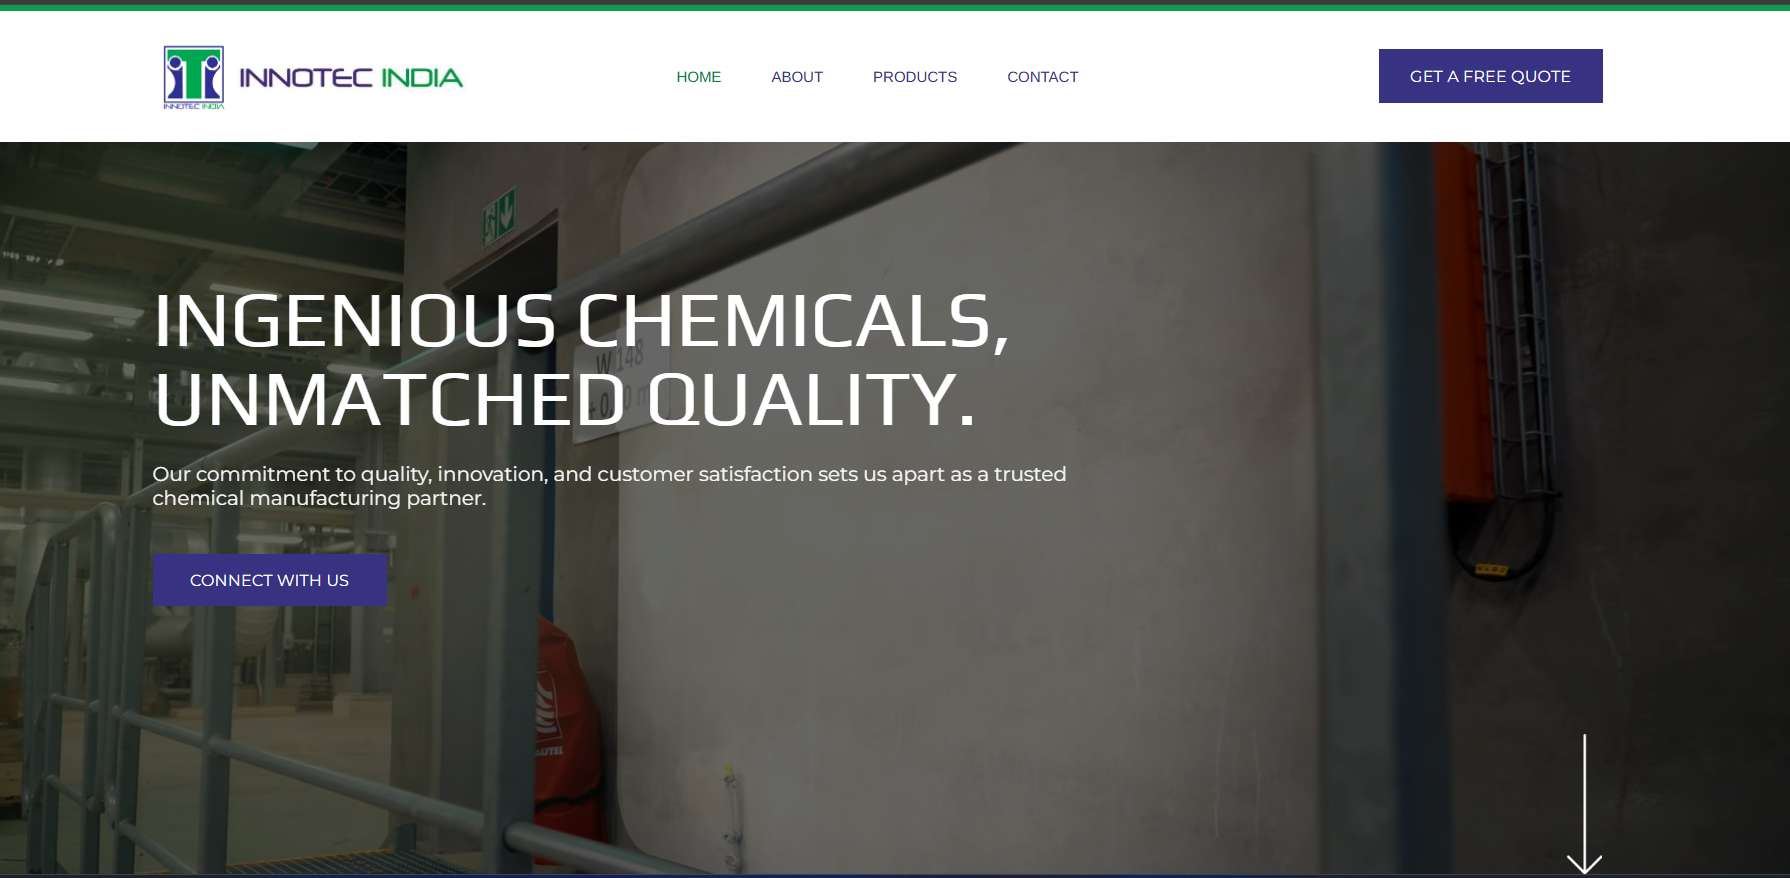 INNOTEC INDIA
INNOTEC INDIA
HOME
ABOUT
PRODUCTS
CONTACT
GET A FREE QUOTE
W 148
INGENIOUS CHEMICALS,
UNMATCHED QUALITY.
Our commitment to quality, innovation, and customer satisfaction sets us apart as a trusted
chemical manufacturing partner.
CONNECT WITH US